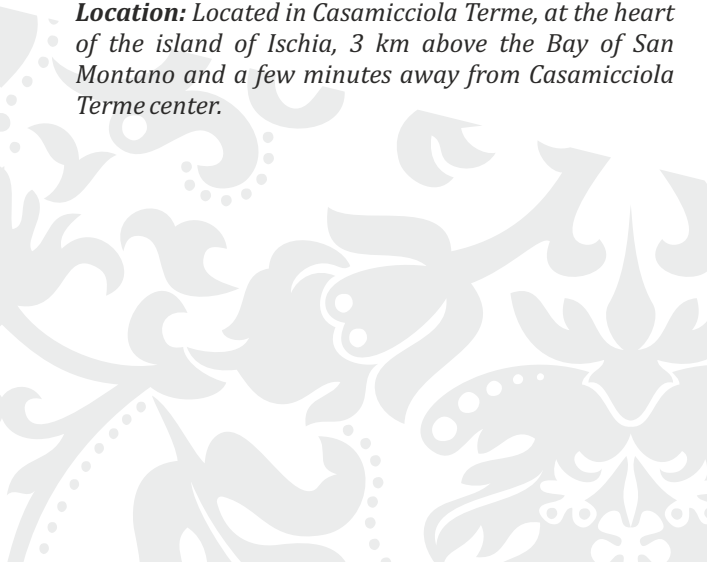 Location: Located in Casamicciola Terme, at the heart
of the island of Ischia, 3 km above the Bay of San
Montano and a few minutes away from Casamicciola
Terme center.